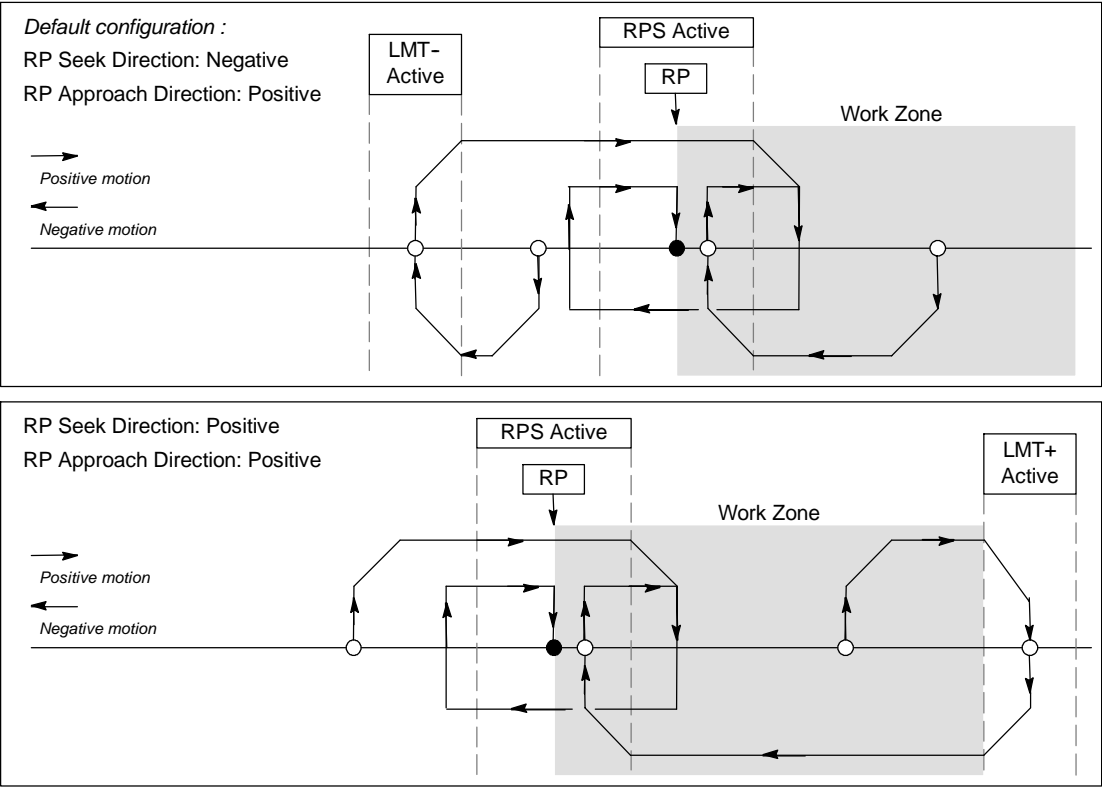 Default configuration :
RP Seek Direction: Negative
RP Approach Direction: Positive
LMT-
Active
RPS Active
RP
Work Zone
Positive motion
Negative motion
RP Seek Direction: Positive
RP Approach Direction: Positive
RPS Active
RP
LMT+
Active
Work Zone
Positive motion
Negative motion